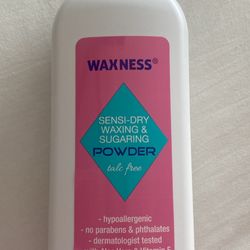 WAXNESS®
SENSI-DRY
WAXING &
SUGARING
POWDER
talc free
- hypoallergenic
- no parabens & phthalates
- dermatologist tested